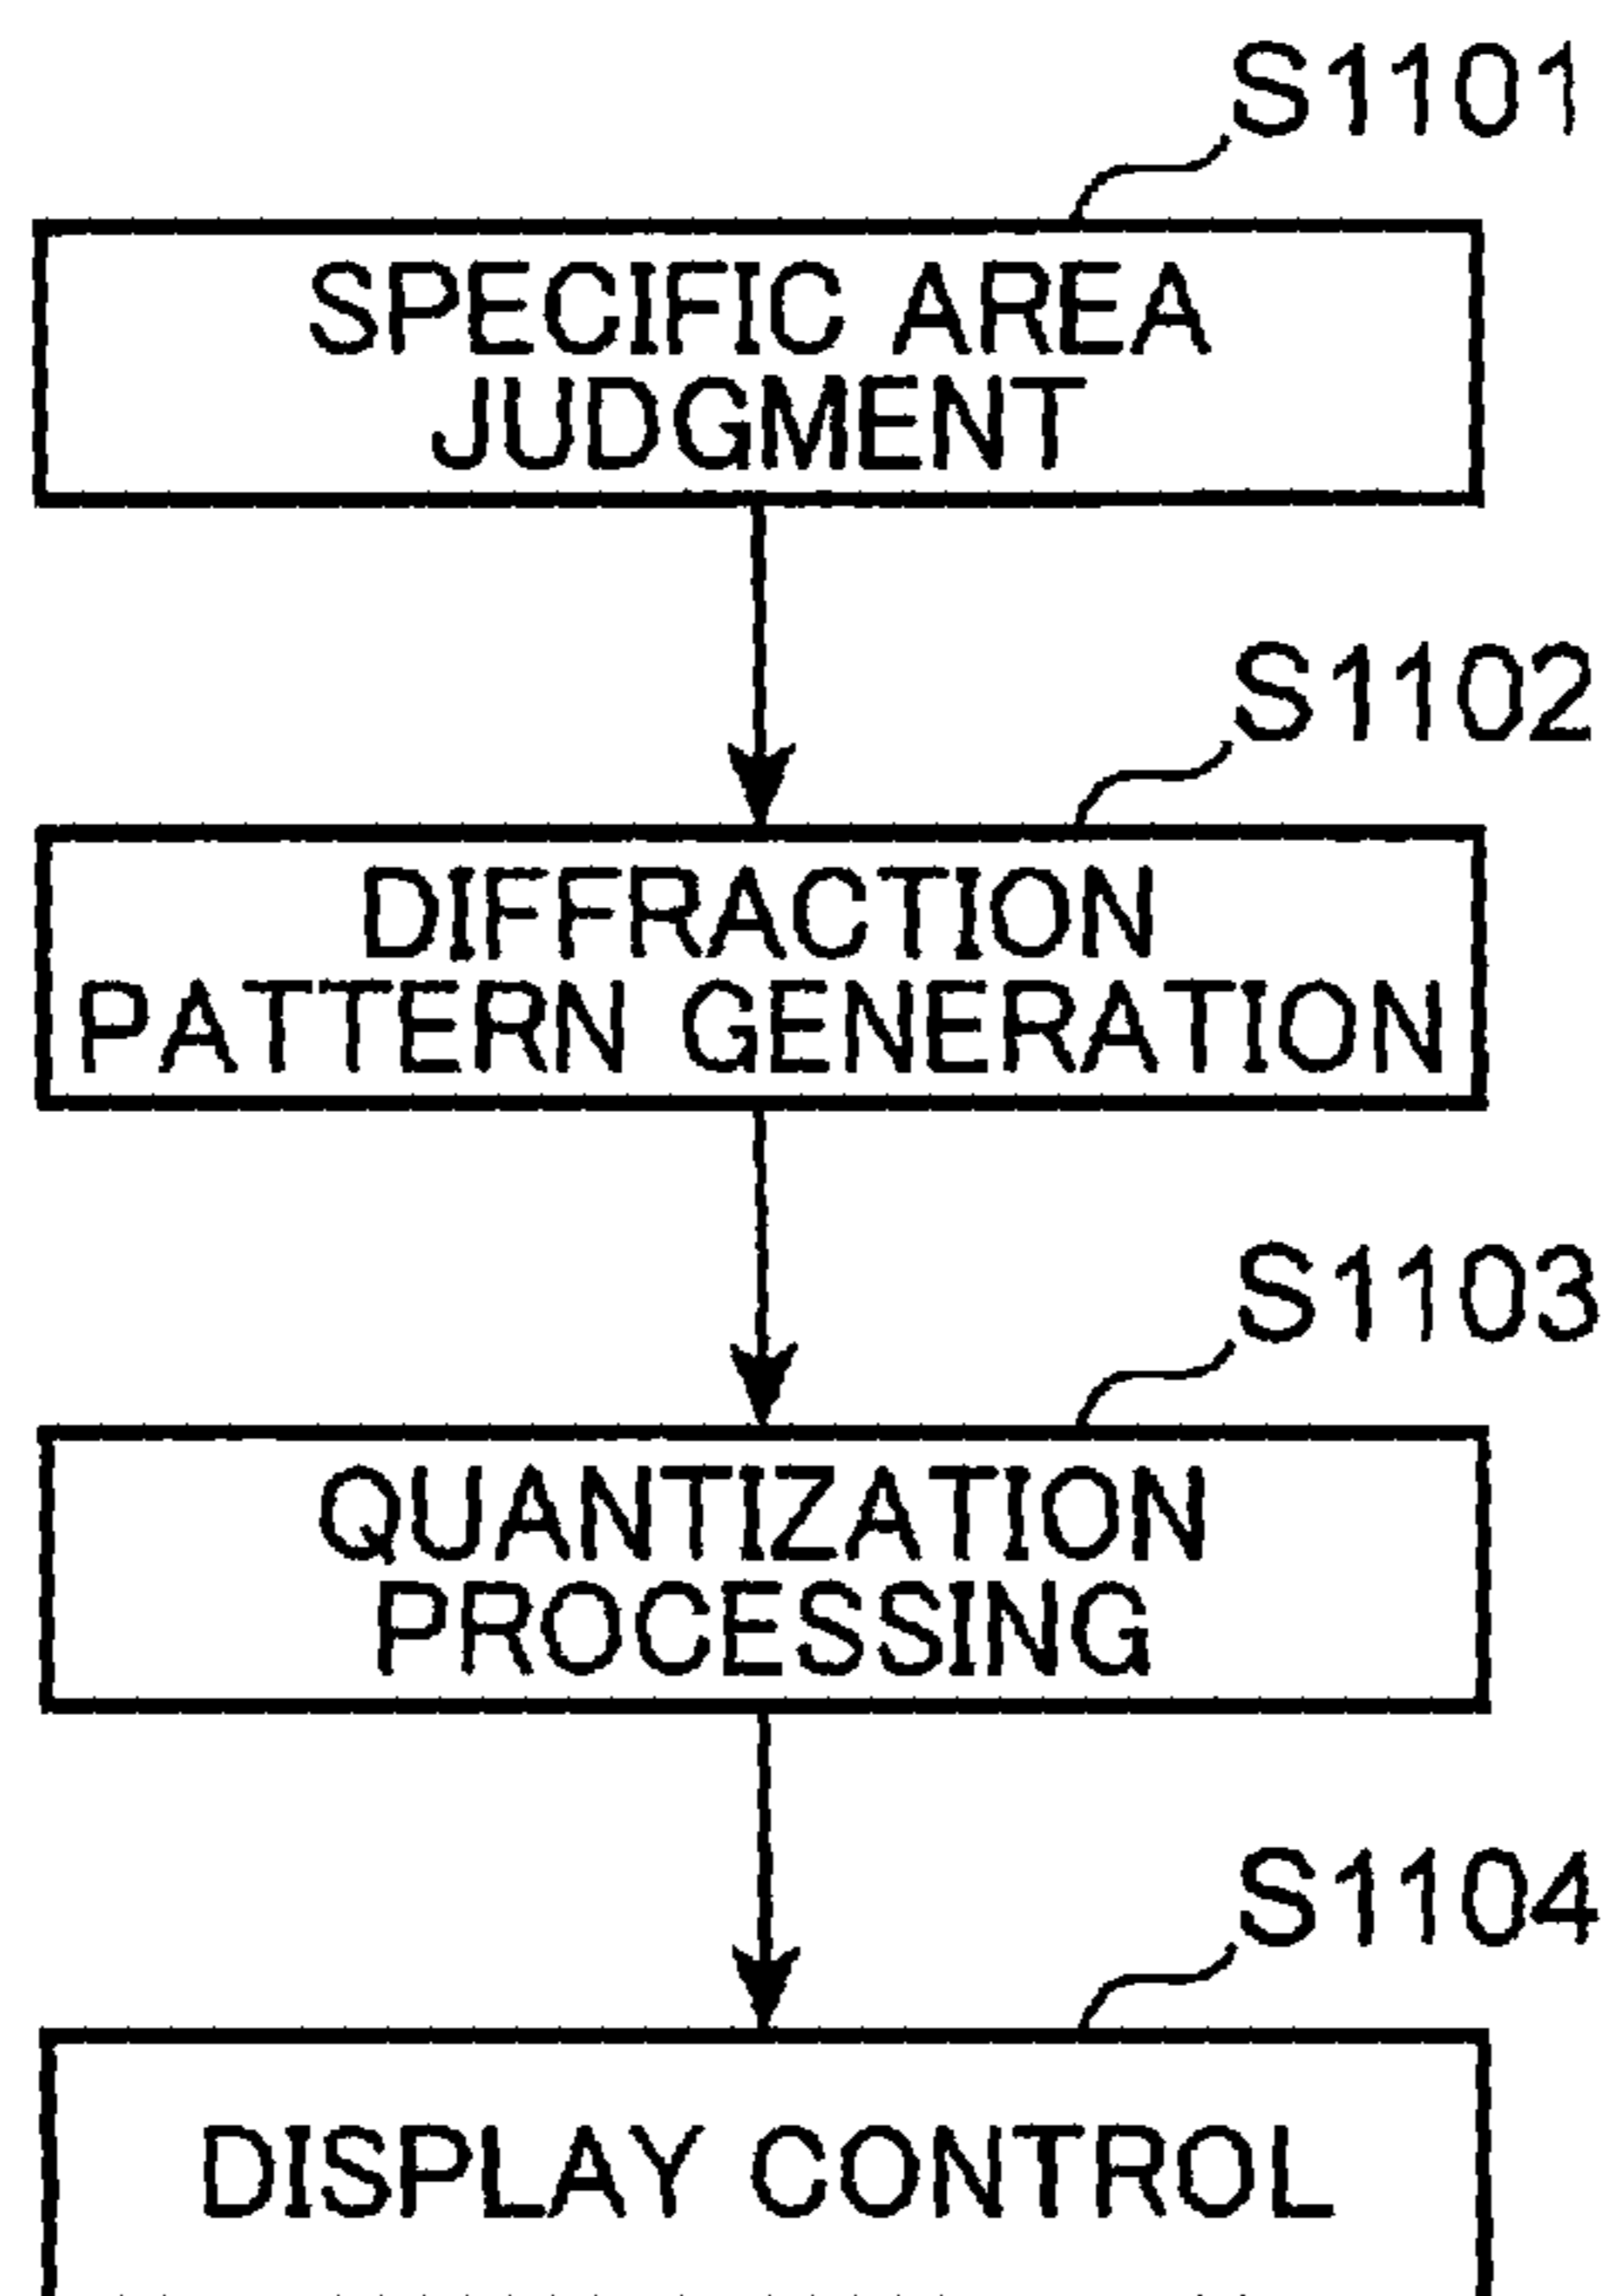 S1101
SPECIFIC AREA
JUDGMENT
S1102
DIFFRACTION
PATTERN GENERATION
S1103
QUANTIZATION
PROCESSING
S1104
DISPLAY CONTROL